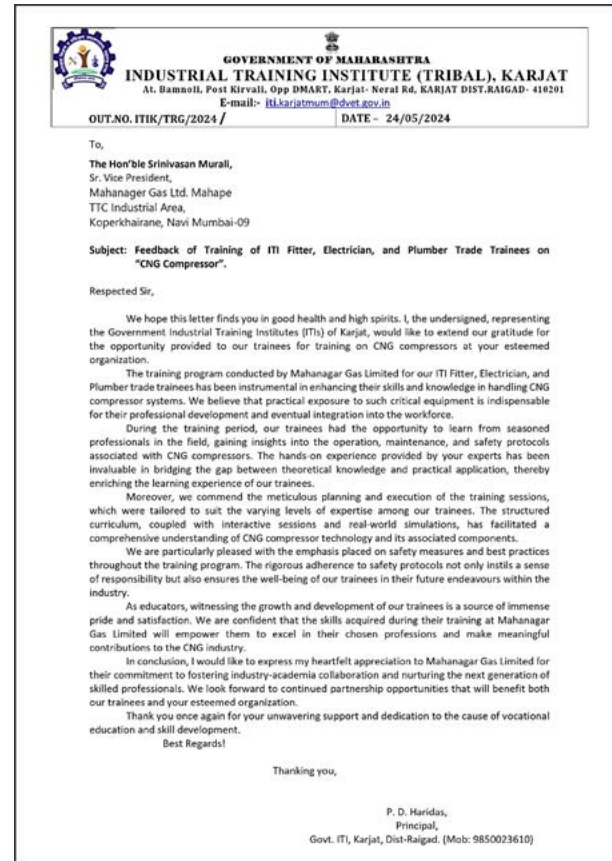 GOVERNMENT OF MAHARASHTRA
INDUSTRIAL TRAINING INSTITUTE (TRIBAL), KARJAT
At. Bamnoli, Post Kirvali, Opp DMART, Karjat- Neral Rd, KARJAT DIST.RAIGAD- 410201
E-mail:- iti.karjatmum@dvet.gov.in
OUT.NO. ITIK/TRG/2024/ DATE – 24/05/2024
To,
The Hon'ble Srinivasan Murali,
Sr. Vice President,
Mahanager Gas Ltd. Mahape
TTC Industrial Area,
Koperkhairane, Navi Mumbai-09
Subject: Feedback of Training of ITI Fitter, Electrician, and Plumber Trade Trainees on
"CNG Compressor".
Respected Sir,
We hope this letter finds you in good health and high spirits. I, the undersigned, representing
the Government Industrial Training Institutes (ITIs) of Karjat, would like to extend our gratitude for
the opportunity provided to our trainees for training on CNG compressors at your esteemed
organization.
The training program conducted by Mahanagar Gas Limited for our ITI Fitter, Electrician, and
Plumber trade trainees has been instrumental in enhancing their skills and knowledge in handling CNG
compressor systems. We believe that practical exposure to such critical equipment is indispensable
for their professional development and eventual integration into the workforce.
During the training period, our trainees had the opportunity to learn from seasoned
professionals in the field, gaining insights into the operation, maintenance, and safety protocols
associated with CNG compressors. The hands-on experience provided by your experts has been
invaluable in bridging the gap between theoretical knowledge and practical application, thereby
enriching the learning experience of our trainees.
Moreover, we commend the meticulous planning and execution of the training sessions,
which were tailored to suit the varying levels of expertise among our trainees. The structured
curriculum, coupled with interactive sessions and real-world simulations, has facilitated a
comprehensive understanding of CNG compressor technology and its associated components.
We are particularly pleased with the emphasis placed on safety measures and best practices
throughout the training program. The rigorous adherence to safety protocols not only instils a sense
of responsibility but also ensures the well-being of our trainees in their future endeavours within the
industry.
As educators, witnessing the growth and development of our trainees is a source of immense
pride and satisfaction. We are confident that the skills acquired during their training at Mahanagar
Gas Limited will empower them to excel in their chosen professions and make meaningful
contributions to the CNG industry.
In conclusion, I would like to express my heartfelt appreciation to Mahanagar Gas Limited for
their commitment to fostering industry-academia collaboration and nurturing the next generation of
skilled professionals. We look forward to continued partnership opportunities that will benefit both
our trainees and your esteemed organization.
Thank you once again for your unwavering support and dedication to the cause of vocational
education and skill development.
Best Regards!
Thanking you,
P. D. Haridas,
Principal,
Govt. ITI, Karjat, Dist-Raigad. (Mob: 9850023610)